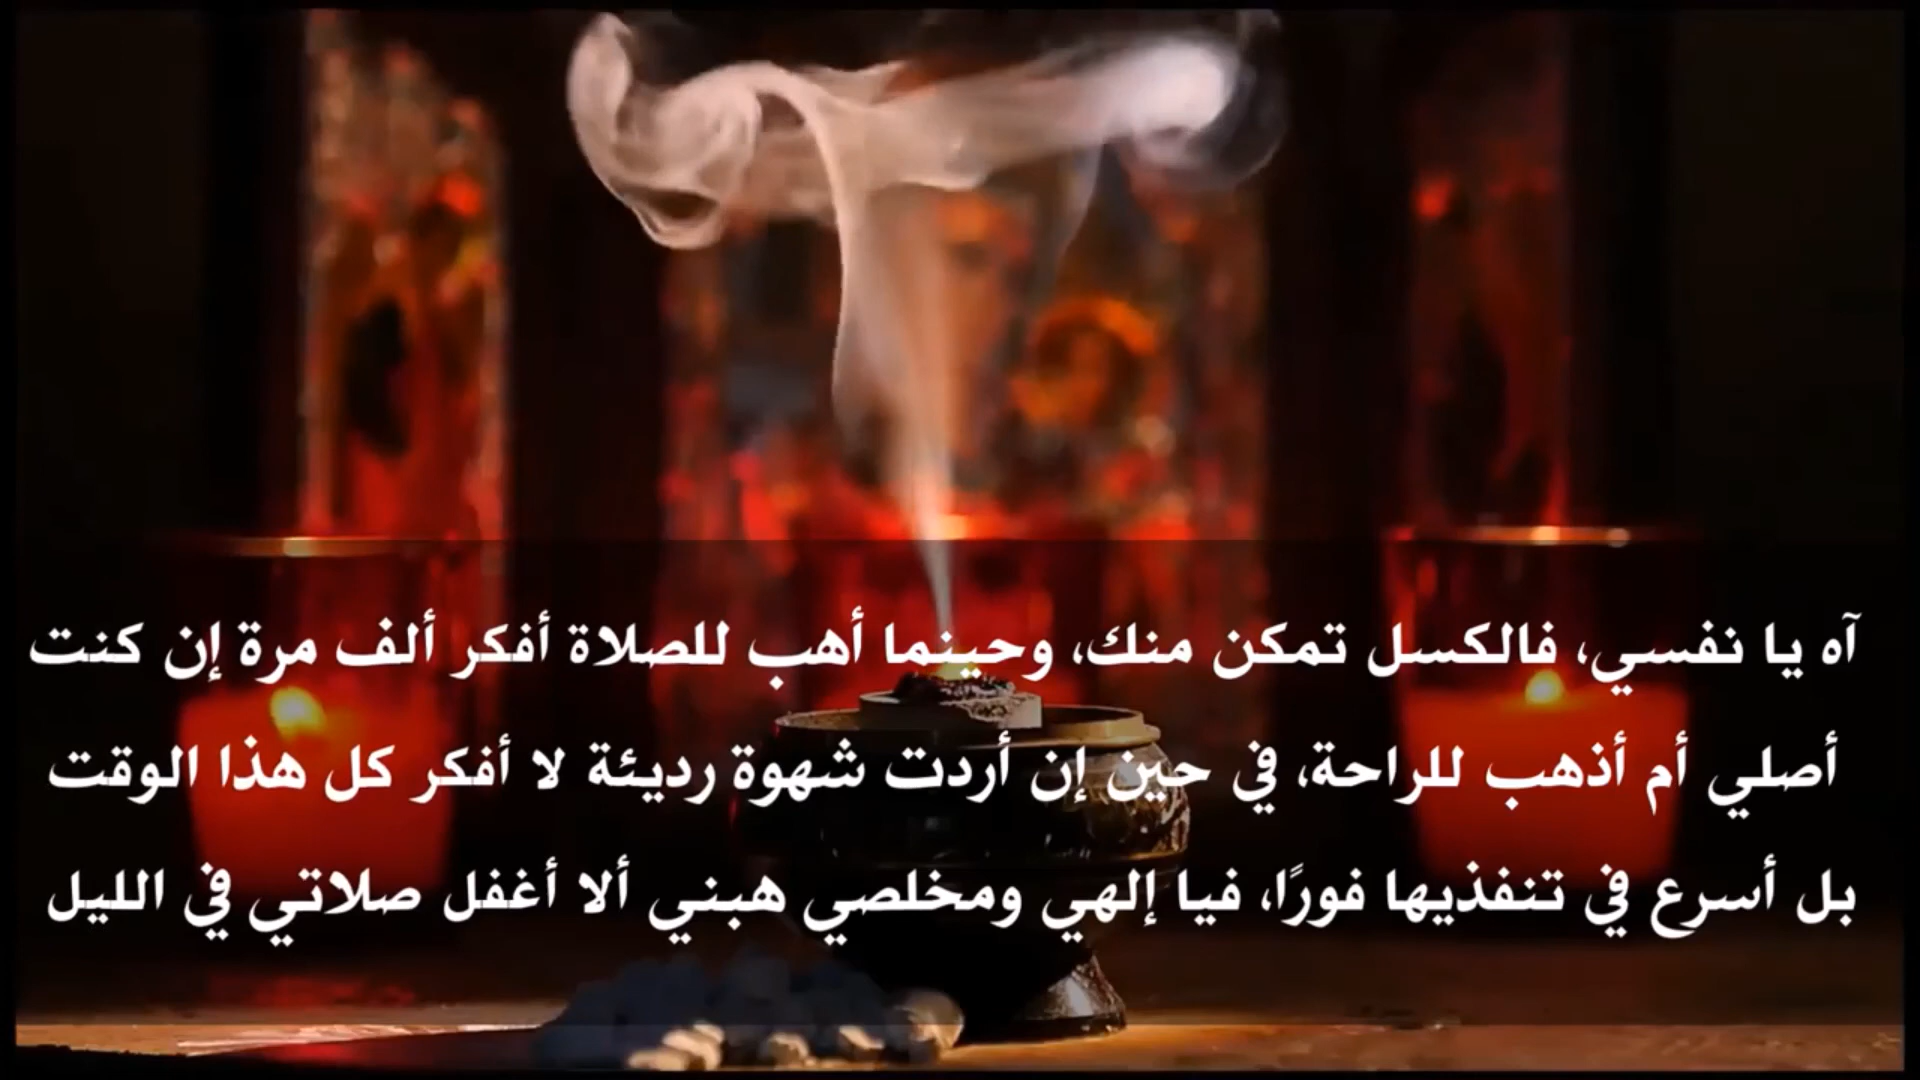 آه يا نفسي، فالكسل تمكن منك، وحينما أهب للصلاة أفكر ألف مرة إن كنت
أصلي أم أذهب للراحة، في حين إن أردت شهوة رديئة لا أفكر كل هذا الوقت
بل أسرع في تنفذيها فورًا، فيا إلهي ومخلصي هبني ألا أغفل صلاتي في الليل